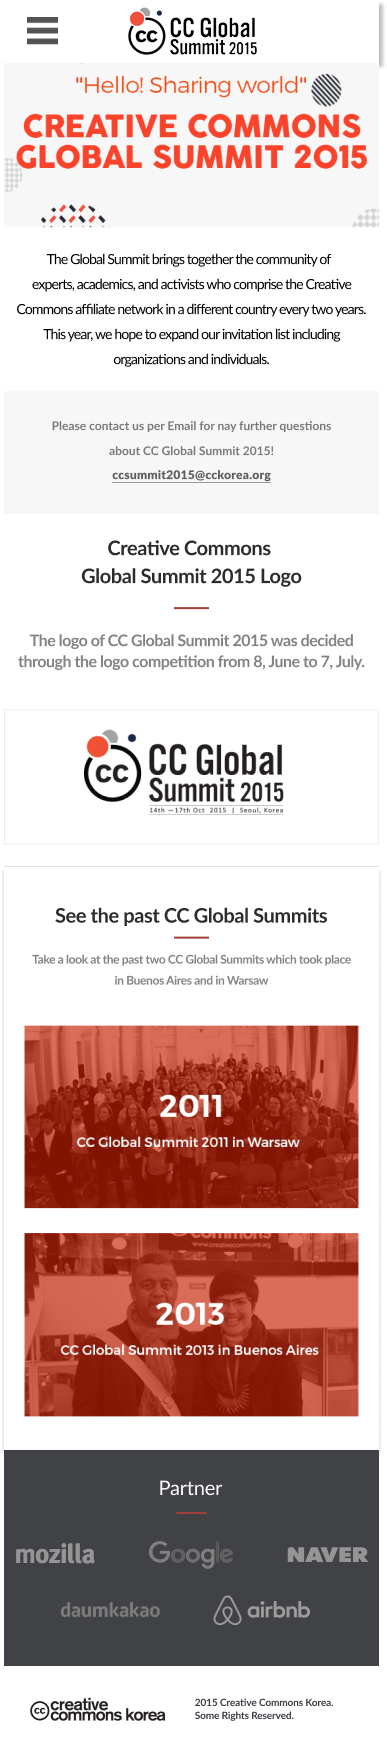 cc CC Global
Summit 2015
"Hello! Sharing world"
CREATIVE COMMONS
GLOBAL SUMMIT 2015
The Global Summit brings together the community of
experts, academics, and activists who comprise the Creative
Commons affiliate network in a different country every two years.
This year, we hope to expand our invitation list including
organizations and individuals.
Please contact us per Email for nay further questions
about CC Global Summit 2015!
ccsummit2015@cckorea.org
Creative Commons
Global Summit 2015 Logo
The logo of CC Global Summit 2015 was decided
through the logo competition from 8, June to 7, July.
cc CC Global
Summit 2015
14th —17th Oct 2015 | Seoul, Korea
See the past CC Global Summits
Take a look at the past two CC Global Summits which took place
in Buenos Aires and in Warsaw
2011
CC Global Summit 2011 in Warsaw
commons
www.creativecommons.org
2013
CC Global Summit 2013 in Buenos Aires
Partner
mozilla Google NAVER
daumkakao airbnb
cc creative
commons korea
2015 Creative Commons Korea.
Some Rights Reserved.